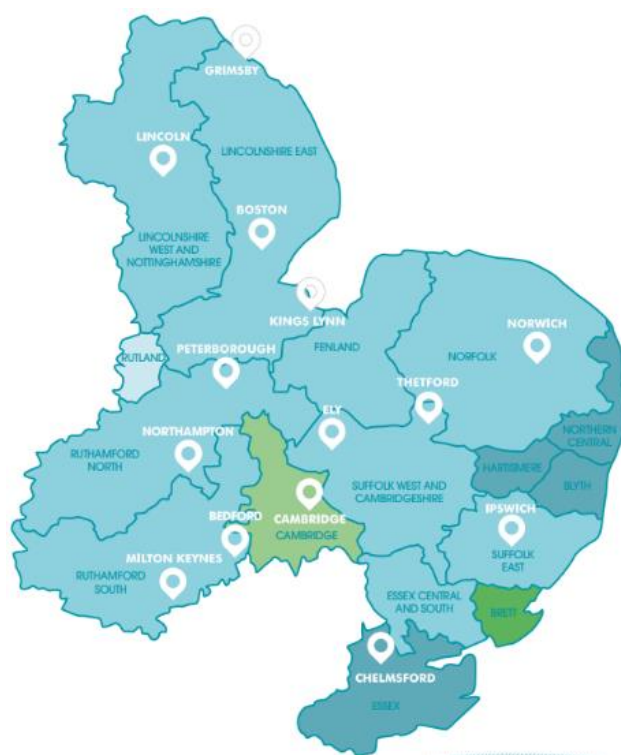 GRIMSBY
LINCOLN
LINCOLNSHIRE EAST
BOSTON
LINCOLNSHIRE
WEST AND
NOTTINGHAMSHIRE
KINGS LYNN
NORWICH
RUTLAND
PETERBOROUGH
FENLAND
NORFOLK
THETFORD
ELY
NORTHAMPTON
NORTHERN
CENTRAL
RUTHAMFORD
NORTH
HARTISMERE
SUFFOLK WEST AND
CAMBRIDGESHIRE
BLYTH
BEDFORD
CAMBRIDGE
CAMBRIDGE
IPSWICH
SUFFOLK
EAST
MILTON KEYNES
RUTHAMFORD
SOUTH
ESSEX CENTRAL
AND SOUTH
BRETT
CHELMSFORD
ESSEX